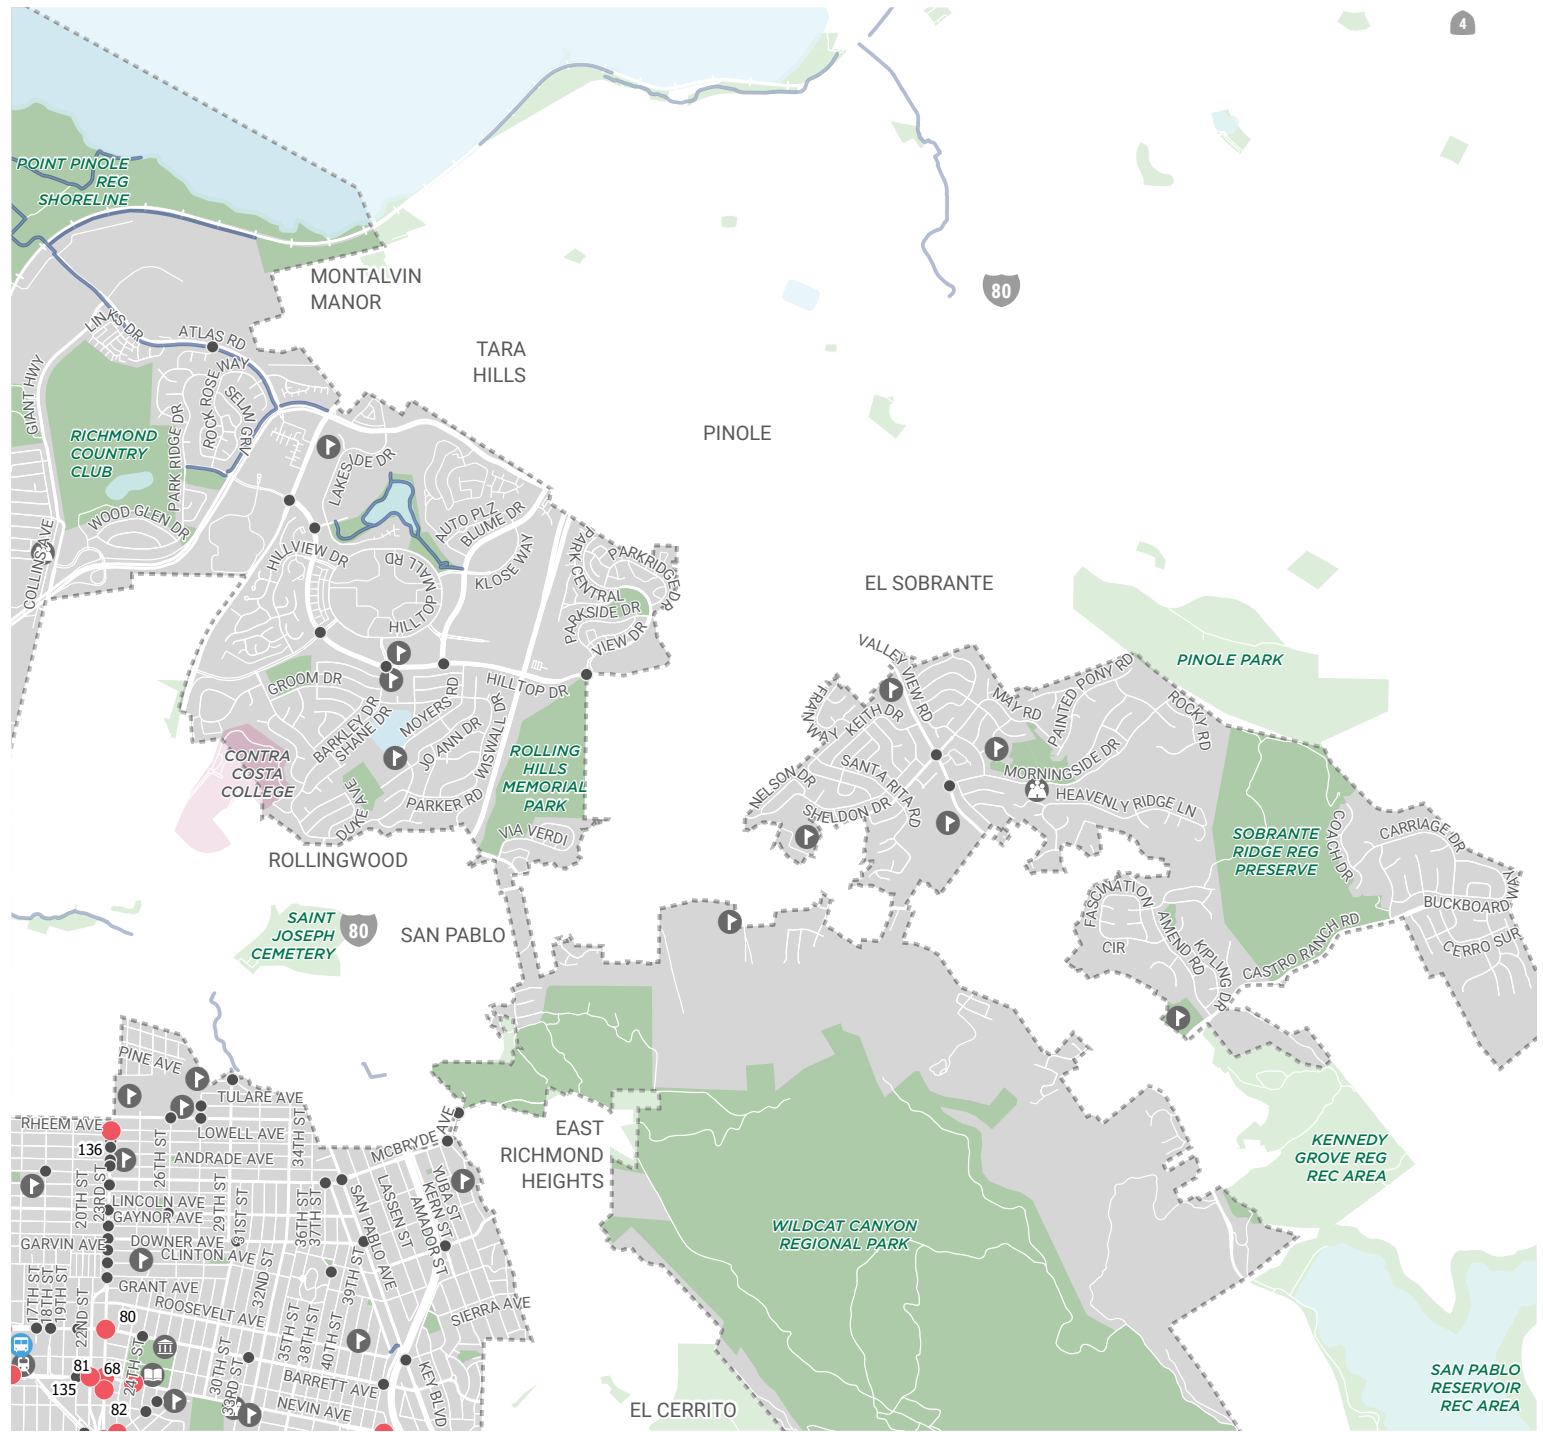 4
POINT PINOLE
REG
SHORELINE
MONTALVIN
MANOR
80
LINKS DR
ATLAS RD
TARA
HILLS
GIANT HWY
ROCK ROSE WAY
SELMI GRV
PARK RIDGE DR
RICHMOND
COUNTRY
CLUB
PINOLE
LAKESIDE DR
WOOD GLEN DR
AUTO PLZ
BLUME DR
COLLINS AVE
HILLVIEW DR
HILLTOP MALL RD
KLOSE WAY
PARK CENTRAL
PARKRIDGE DR
PARKSIDE DR
VIEW DR
EL SOBRANTE
PINOLE PARK
GROOM DR
HILLTOP DR
BARKLEY DR
SHANE DR
MOYERS RD
JO ANN DR
WISWALL DR
VALLEY VIEW RD
FRAN WAY
KEITH DR
MAY RD
PAINTED PONY RD
ROCKY RD
CONTRA
COSTA
COLLEGE
ROLLING
HILLS
MEMORIAL
PARK
DUKE AVE
PARKER RD
VIA VERDI
NELSON DR
SANTA RITA RD
SHELDON DR
MORNINGSIDE DR
HEAVENLY RIDGE LN
SOBRANTE
RIDGE REG
PRESERVE
COACH DR
CARRIAGE DR
ROLLINGWOOD
FASCINATION
CIR
AMEND RD
KIPLING DR
CASTRO RANCH RD
BUCKBOARD WAY
CERRO SUR
SAINT
JOSEPH
CEMETERY
80
SAN PABLO
PINE AVE
TULARE AVE
RHEEM AVE
LOWELL AVE
34TH ST
MCBRYDE AVE
EAST
RICHMOND
HEIGHTS
KENNEDY
GROVE REG
REC AREA
136
26TH ST
ANDRADE AVE
20TH ST
23RD ST
LINCOLN AVE
GAYNOR AVE
29TH ST
31ST ST
36TH ST
37TH ST
SAN PABLO AVE
LASSEN ST
YUBA ST
KERN ST
AMADOR ST
GARVIN AVE
DOWNER AVE
CLINTON AVE
WILDCAT CANYON
REGIONAL PARK
17TH ST
18TH ST
19TH ST
22ND ST
GRANT AVE
ROOSEVELT AVE
32ND ST
35TH ST
38TH ST
39TH ST
40TH ST
SIERRA AVE
80
81
68
135
24TH ST
82
30TH ST
33RD ST
BARRETT AVE
NEVIN AVE
KEY BLVD
EL CERRITO
SAN PABLO
RESERVOIR
REC AREA